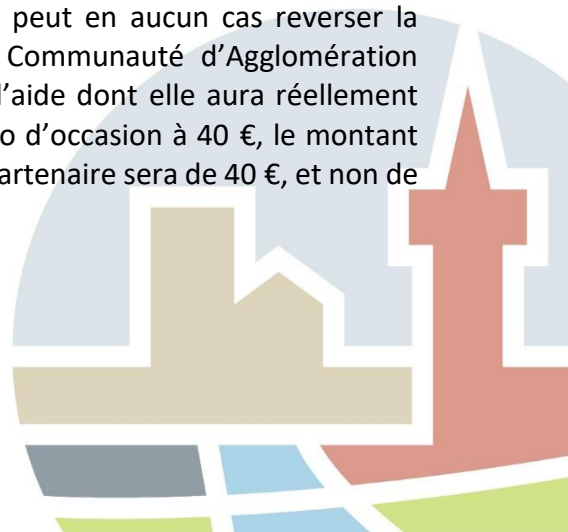 peut en aucun cas reverser la
Communauté d’Agglomération
l’aide dont elle aura réellement
o d’occasion à 40 €, le montant
artenaire sera de 40 €, et non de